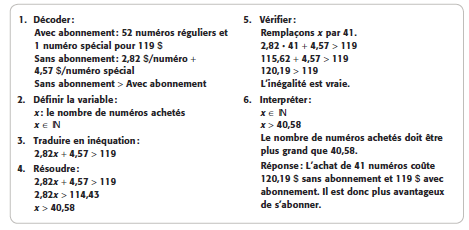 1. Décoder:
Avec abonnement: 52 numéros réguliers et
1 numéro spécial pour 119 $
Sans abonnement: 2,82 $/numéro +
4,57 $/numéro spécial
Sans abonnement > Avec abonnement
2. Définir la variable:
x: le nombre de numéros achetés
x ∈ ℕ
3. Traduire en inéquation:
2,82x + 4,57 > 119
4. Résoudre:
2,82x + 4,57 > 119
2,82x > 114,43
x > 40,58
5. Vérifier:
Remplaçons x par 41.
2,82 • 41 + 4,57 > 119
115,62 + 4,57 > 119
120,19 > 119
L'inégalité est vraie.
6. Interpréter:
x ∈ ℕ
x > 40,58
Le nombre de numéros achetés doit être
plus grand que 40,58.
Réponse: L'achat de 41 numéros coûte
120,19 $ sans abonnement et 119 $ avec
abonnement. Il est donc plus avantageux
de s'abonner.